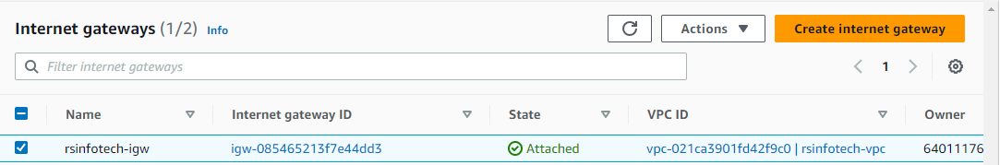 Internet gateways (1/2) Info
Actions
Create internet gateway
Filter internet gateways
1
Name Internet gateway ID State VPC ID Owner
rsinfotech-igw igw-085465213f7e44dd3 Attached vpc-021ca3901fd42f9c0 | rsinfotech-vpc 64011176